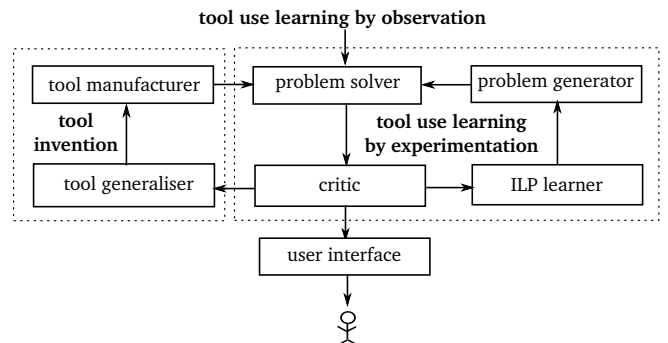 tool use learning by observation
tool manufacturer
problem solver
problem generator
tool
invention
tool use learning
by experimentation
tool generaliser
critic
ILP learner
user interface